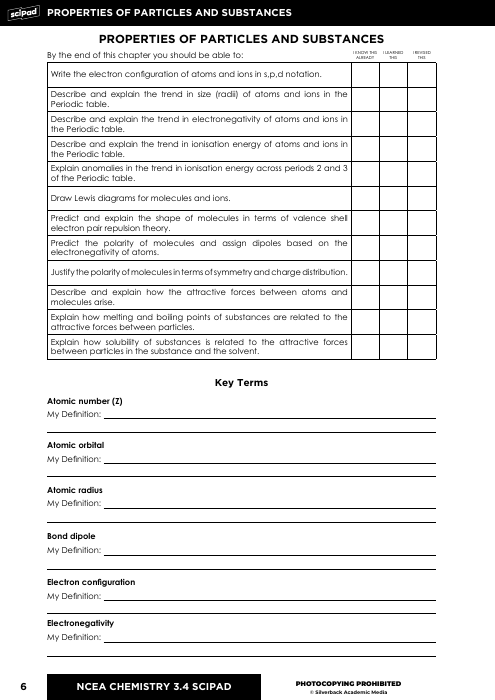 scipad PROPERTIES OF PARTICLES AND SUBSTANCES
PROPERTIES OF PARTICLES AND SUBSTANCES
By the end of this chapter you should be able to:
I KNOW THIS ALREADY
I LEARNED THIS
I REVISED THIS
Write the electron configuration of atoms and ions in s,p,d notation.
Describe and explain the trend in size (radii) of atoms and ions in the
Periodic table.
Describe and explain the trend in electronegativity of atoms and ions in
the Periodic table.
Describe and explain the trend in ionisation energy of atoms and ions in
the Periodic table.
Explain anomalies in the trend in ionisation energy across periods 2 and 3
of the Periodic table.
Draw Lewis diagrams for molecules and ions.
Predict and explain the shape of molecules in terms of valence shell
electron pair repulsion theory.
Predict the polarity of molecules and assign dipoles based on the
electronegativity of atoms.
Justify the polarity of molecules in terms of symmetry and charge distribution.
Describe and explain how the attractive forces between atoms and
molecules arise.
Explain how melting and boiling points of substances are related to the
attractive forces between particles.
Explain how solubility of substances is related to the attractive forces
between particles in the substance and the solvent.
Key Terms
Atomic number (Z)
My Definition:
Atomic orbital
My Definition:
Atomic radius
My Definition:
Bond dipole
My Definition:
Electron configuration
My Definition:
Electronegativity
My Definition:
6
NCEA CHEMISTRY 3.4 SCIPAD
PHOTOCOPYING PROHIBITED
© Silverback Academic Media